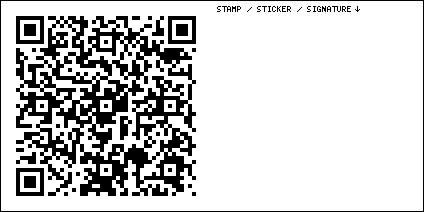 STAMP / STICKER / SIGNATURE ↓